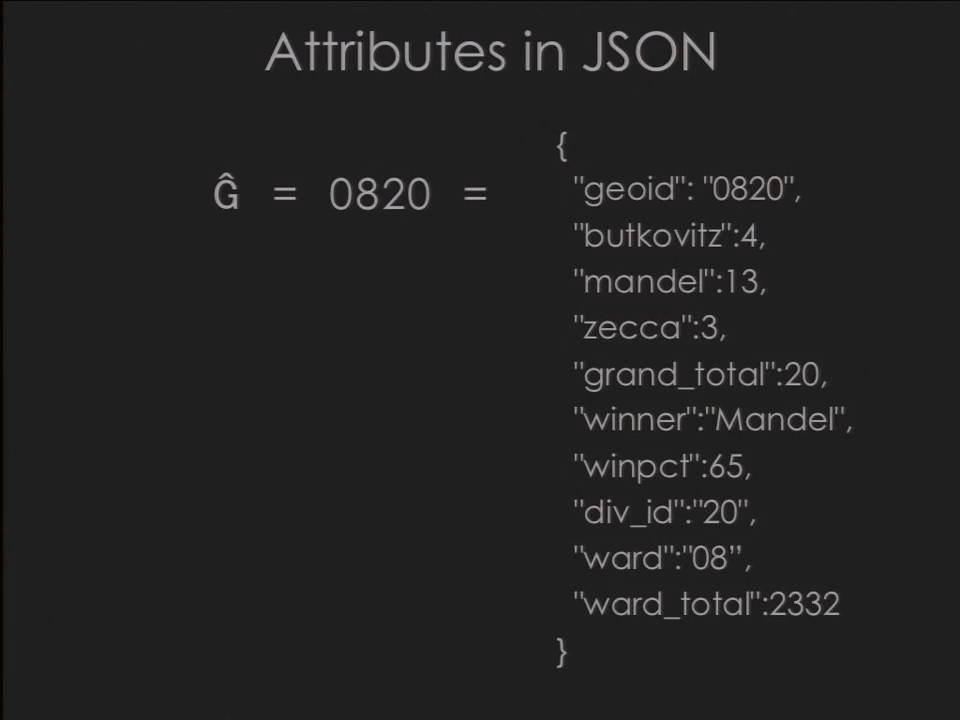 Attributes in JSON
Ĝ = 0820 =
{
"geoid": "0820",
"butkovitz":4,
"mandel":13,
"zecca":3,
"grand_total":20,
"winner":"Mandel",
"winpct":65,
"div_id":"20",
"ward":"08”,
"ward_total":2332
}